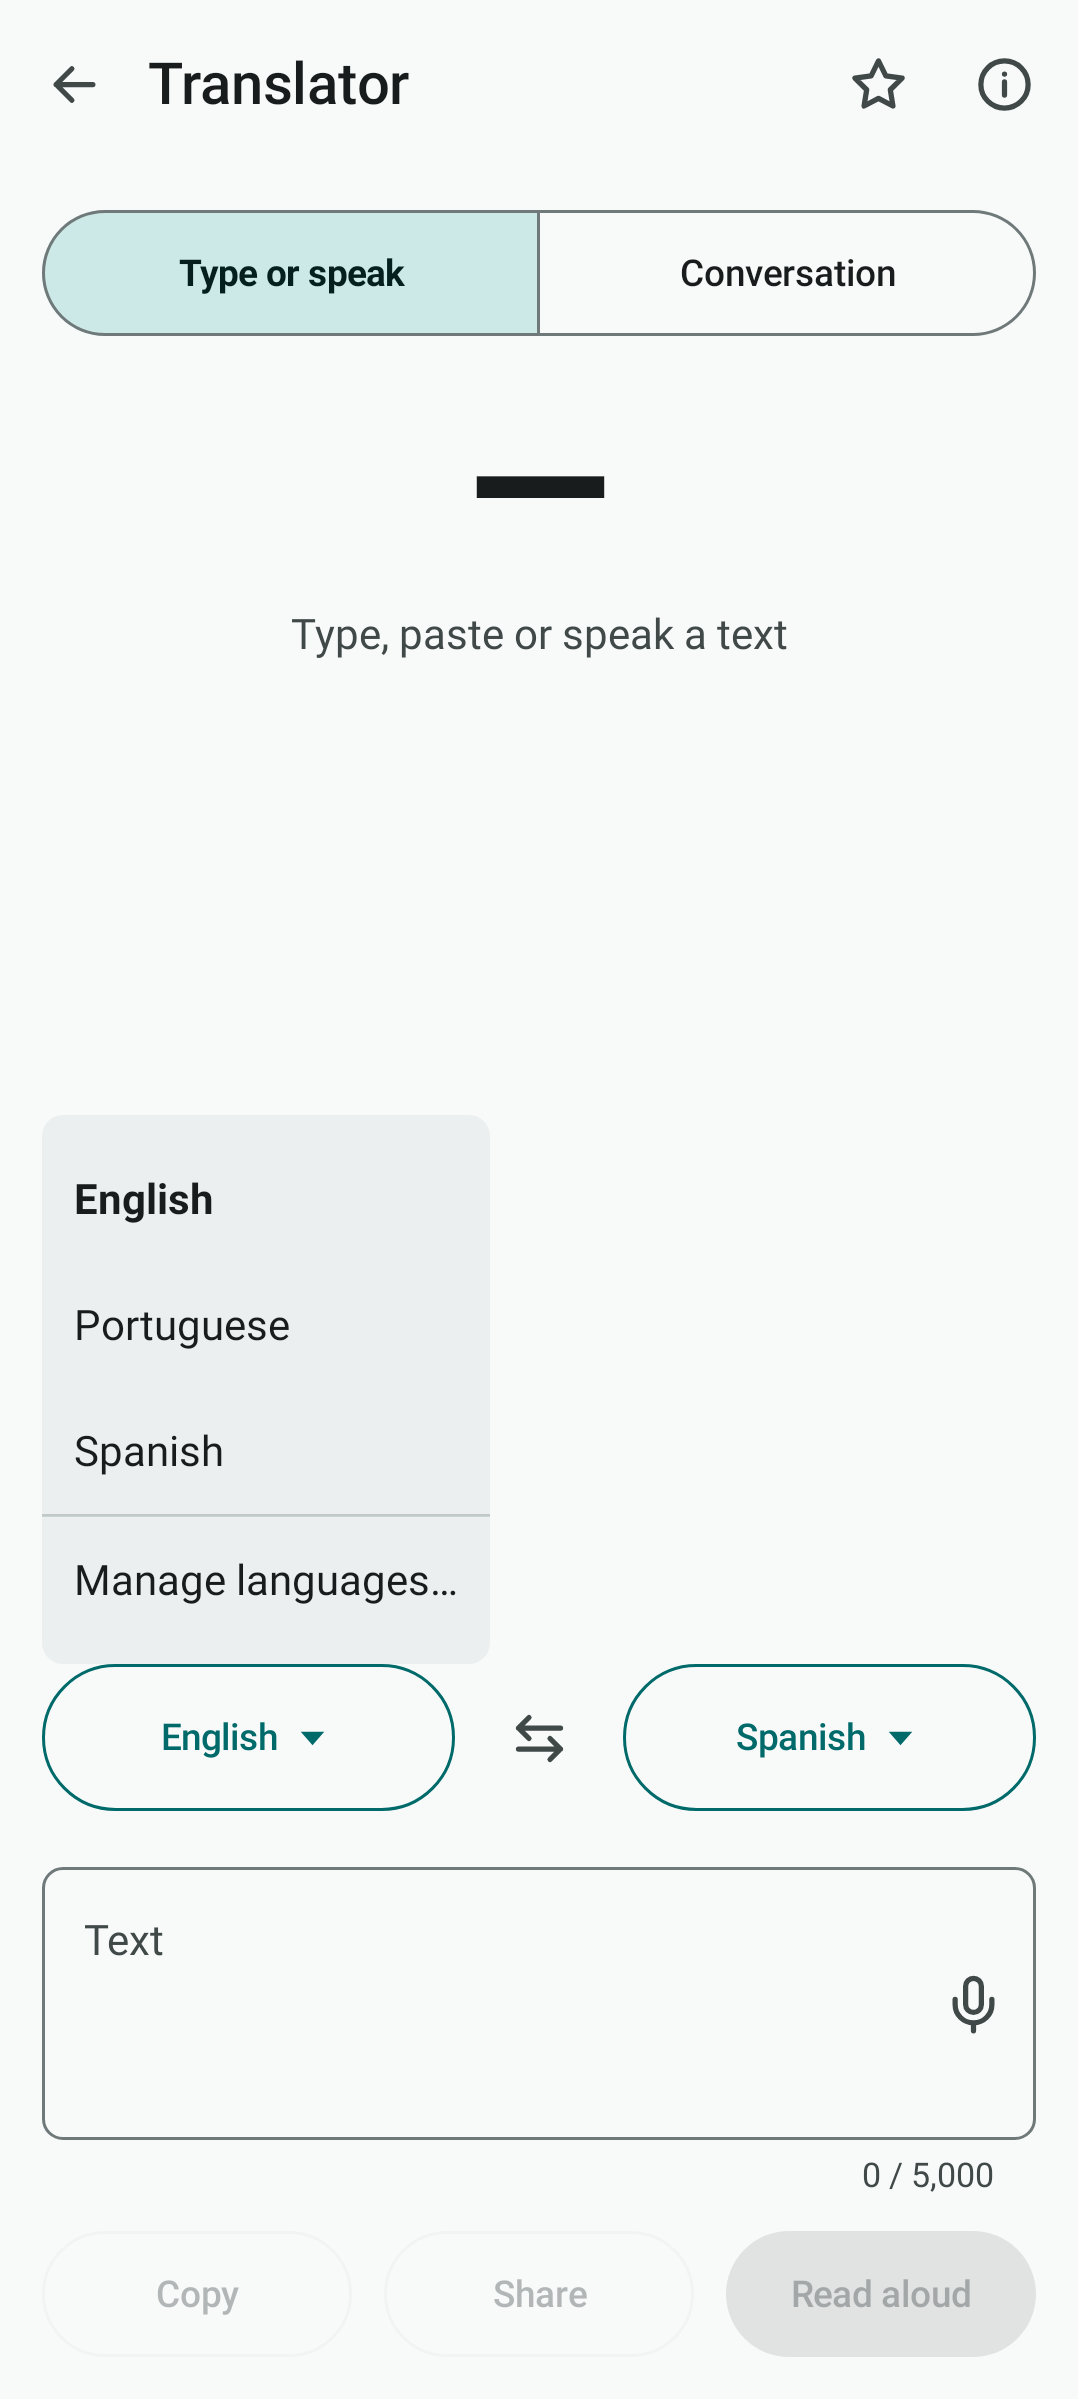 Translator
Type or speak
Conversation
Type, paste or speak a text
English
Portuguese
Spanish
Manage languages…
English
Spanish
Text
0 / 5,000
Copy
Share
Read aloud